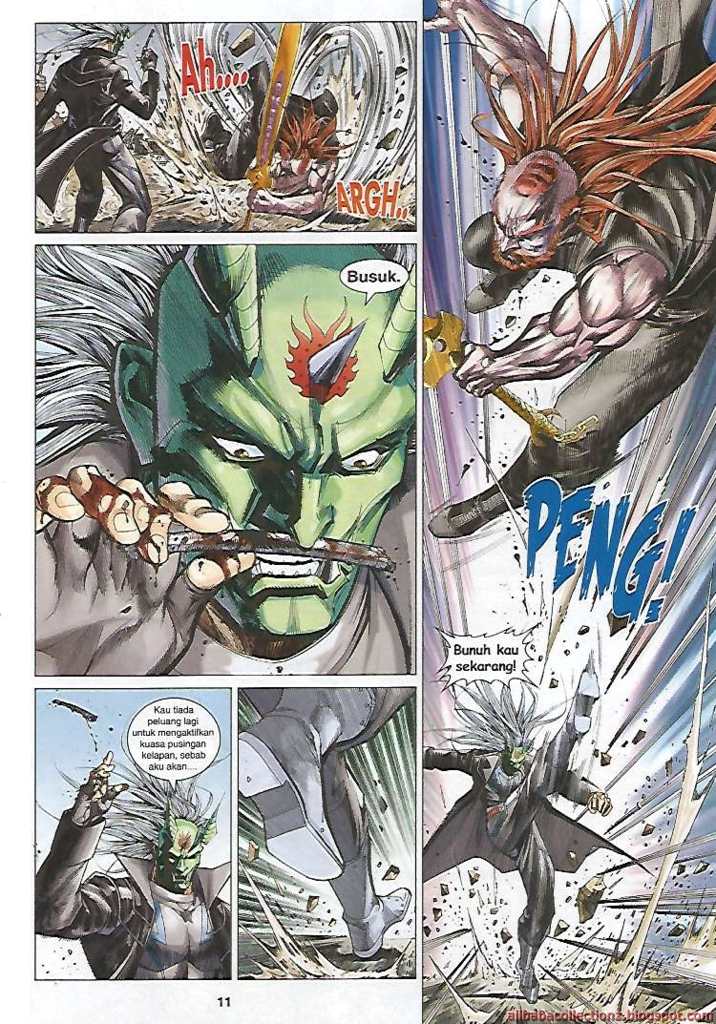 Ah....
ARGH..
Busuk.
Kau tiada
peluang lagi
untuk mengaktifkan
kuasa pusingan
kelapan, sebab
aku akan....
PENG!
Bunuh kau
sekarang!
11
alibabacollectionz.blogspot.com